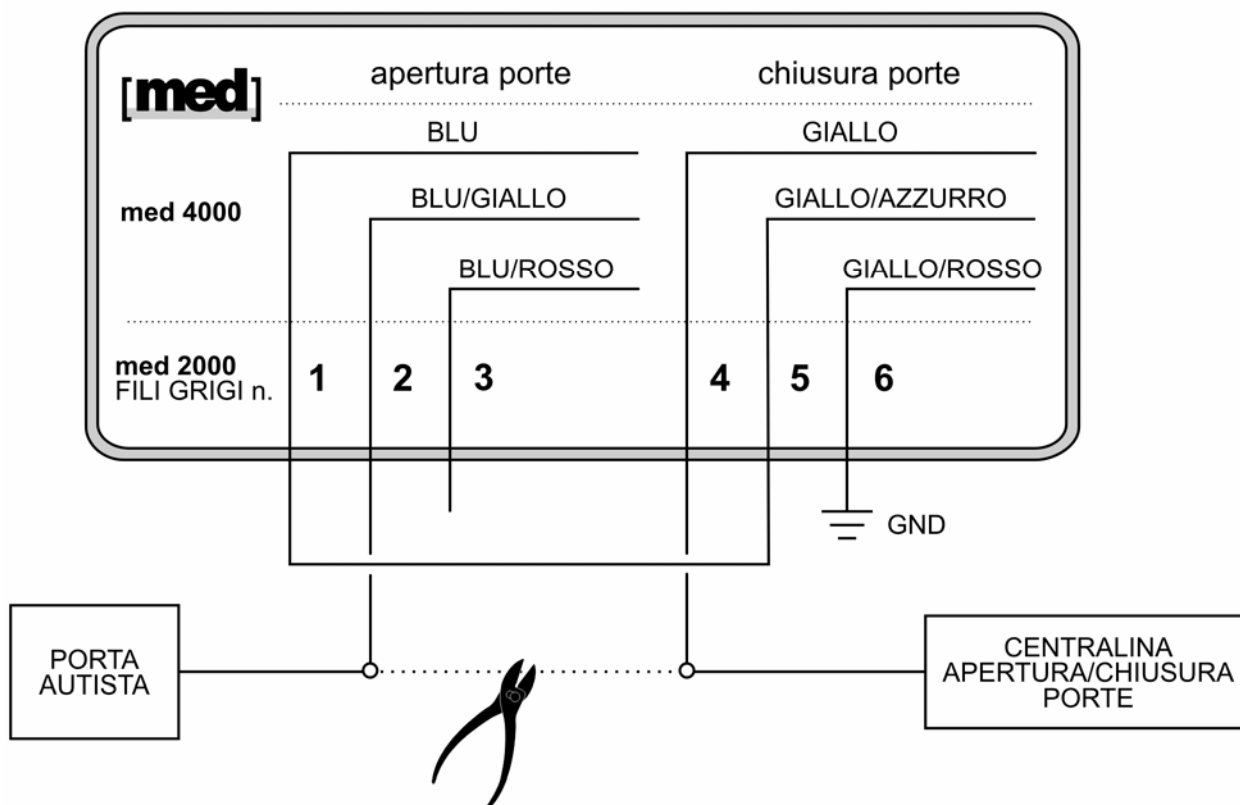 [med]
apertura porte
chiusura porte
BLU
GIALLO
med 4000
BLU/GIALLO
GIALLO/AZZURRO
BLU/ROSSO
GIALLO/ROSSO
med 2000
FILI GRIGI n.
1
2
3
4
5
6
GND
PORTA
AUTISTA
CENTRALINA
APERTURA/CHIUSURA
PORTE